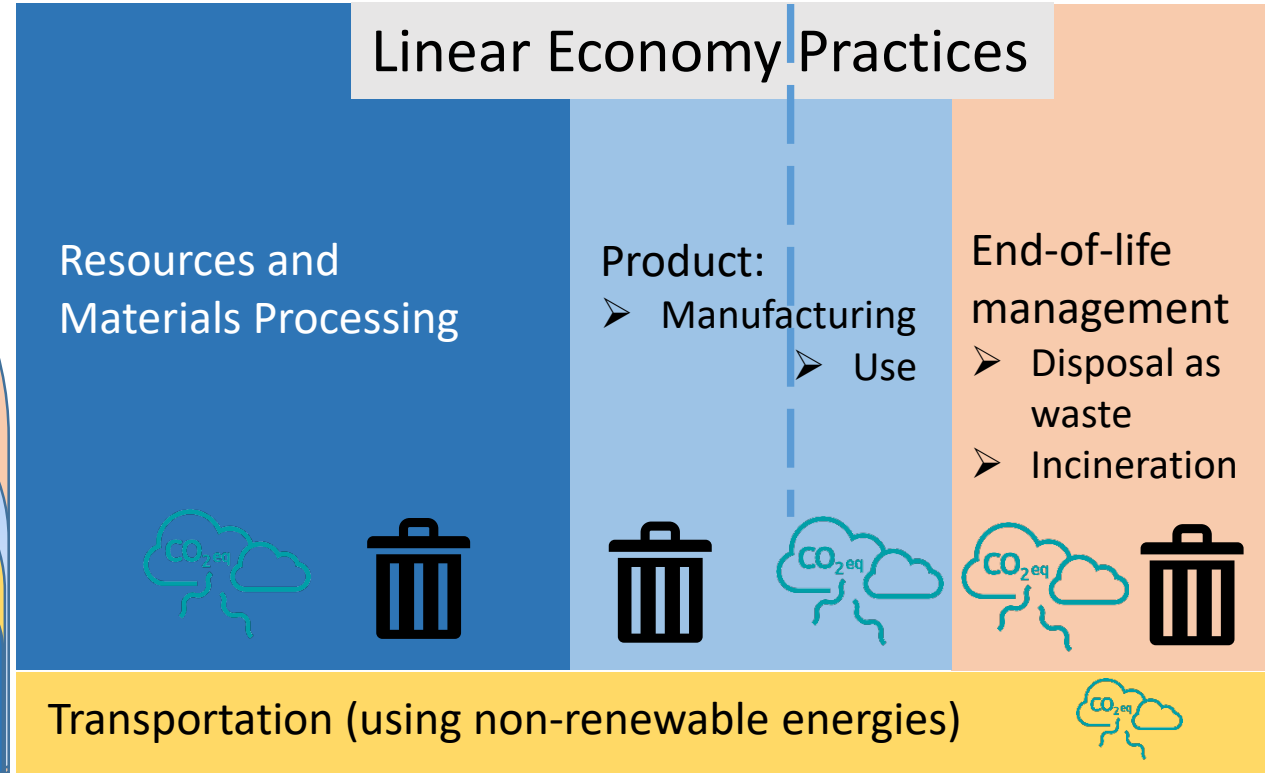 Linear Economy Practices
Resources and
Materials Processing
Product:
➢ Manufacturing
➢ Use
End-of-life
management
➢ Disposal as
waste
➢ Incineration
CO2eq
CO2eq
CO2eq
Transportation (using non-renewable energies)
CO2eq